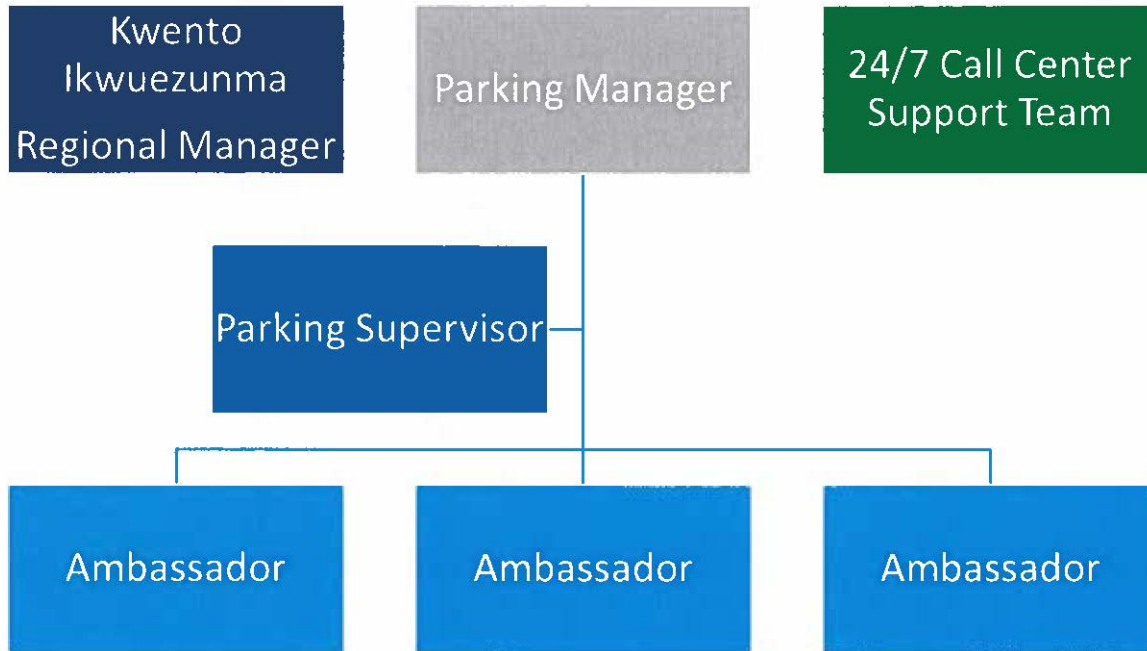 Kwento
Ikwuezunma
Regional Manager
Parking Manager
24/7 Call Center
Support Team
Parking Supervisor
Ambassador
Ambassador
Ambassador